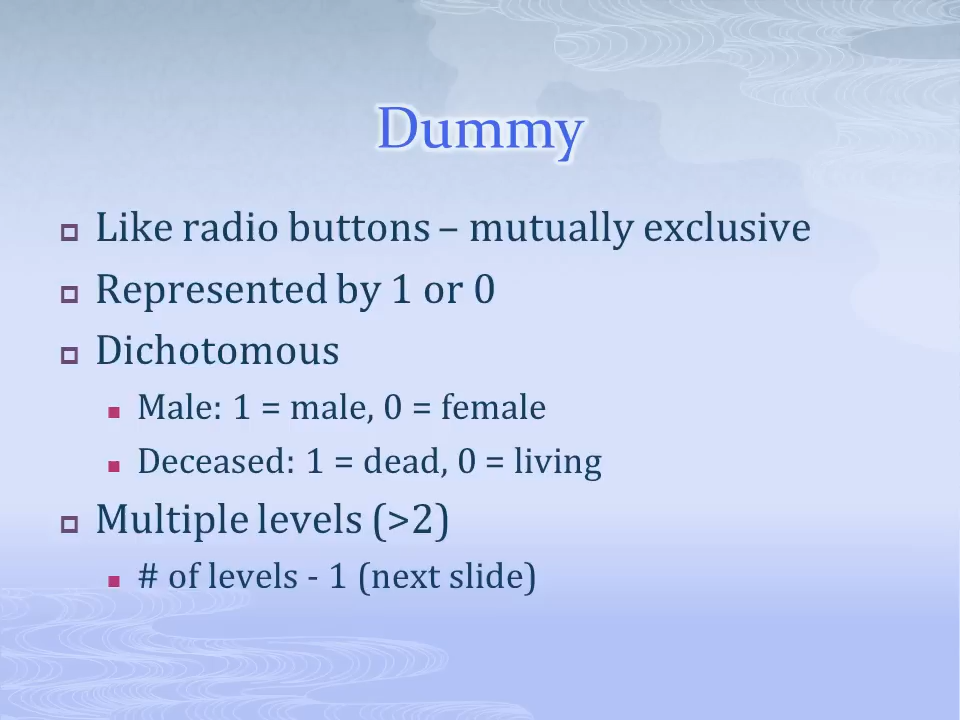 Dummy
Like radio buttons – mutually exclusive
Represented by 1 or 0
Dichotomous
Male: 1 = male, 0 = female
Deceased: 1 = dead, 0 = living
Multiple levels (>2)
# of levels - 1 (next slide)